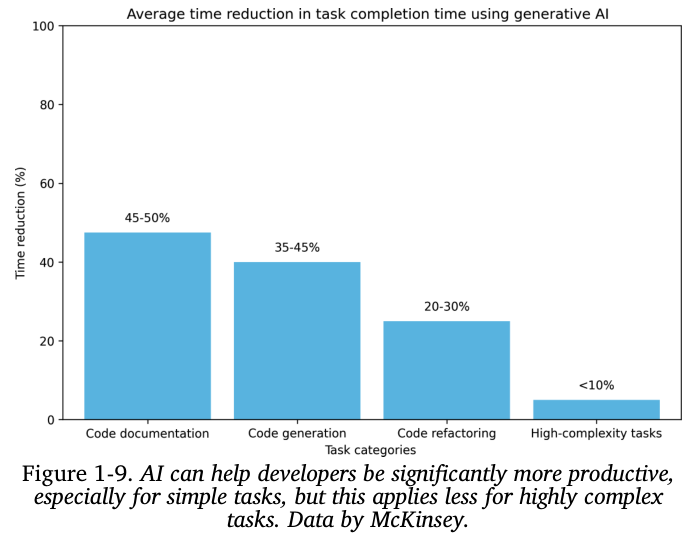 Average time reduction in task completion time using generative AI
100
80
60
40
20
0
Time reduction (%)
45-50%
35-45%
20-30%
<10%
Code documentation
Code generation
Code refactoring
High-complexity tasks
Task categories
Figure 1-9. AI can help developers be significantly more productive,
especially for simple tasks, but this applies less for highly complex
tasks. Data by McKinsey.